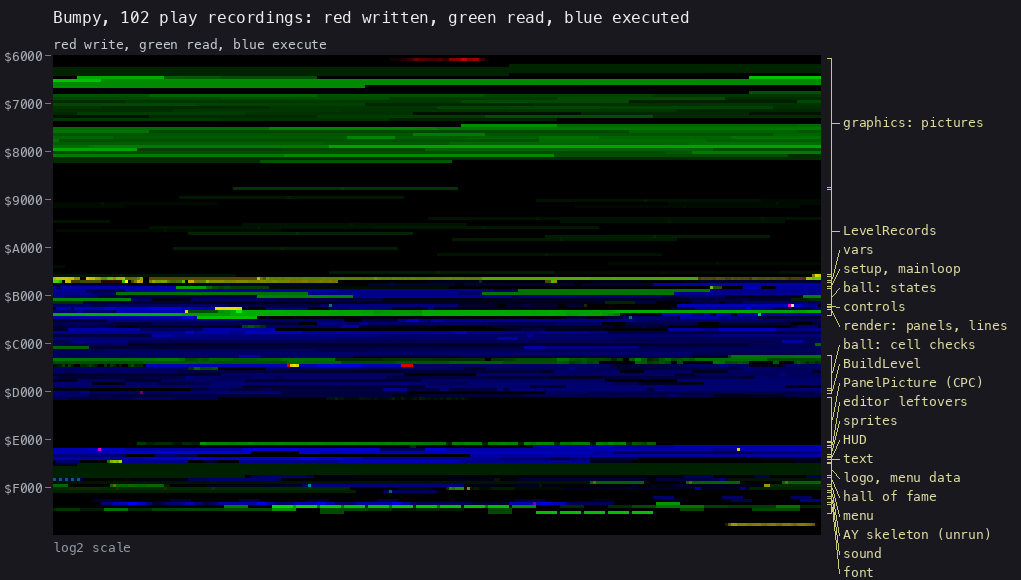 Bumpy, 102 play recordings: red written, green read, blue executed
red write, green read, blue execute
$6000
$7000
$8000
$9000
$A000
$B000
$C000
$D000
$E000
$F000
graphics: pictures
LevelRecords
vars
setup, mainloop
ball: states
controls
render: panels, lines
ball: cell checks
BuildLevel
PanelPicture (CPC)
editor leftovers
sprites
HUD
text
logo, menu data
hall of fame
menu
AY skeleton (unrun)
sound
font
log2 scale